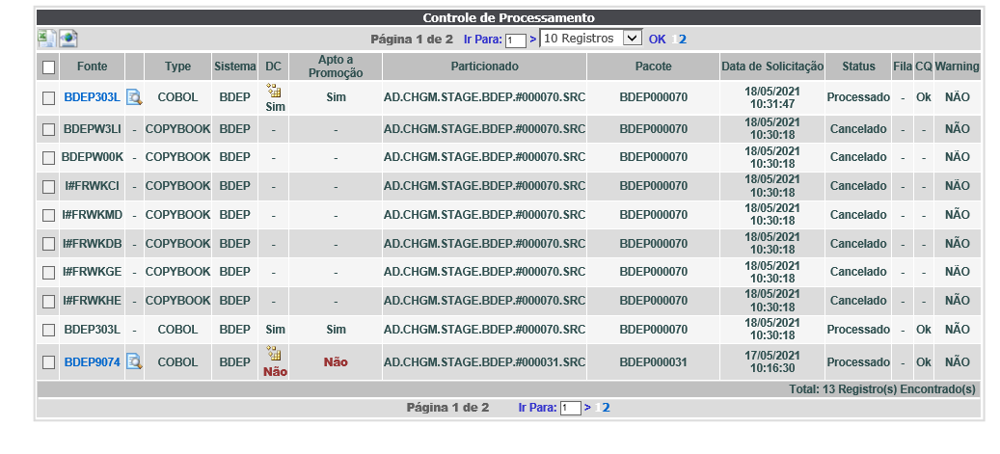 Controle de Processamento
Página 1 de 2 Ir Para: 1 > 10 Registros OK 1 2
Fonte Type Sistema DC Apto a Promoção Particionado Pacote Data de Solicitação Status Fila CQ Warning
BDEP303L COBOL BDEP Sim Sim AD.CHGM.STAGE.BDEP.#000070.SRC BDEP000070 18/05/2021 10:31:47 Processado - Ok NÃO
BDEPW3LI - COPYBOOK BDEP - - AD.CHGM.STAGE.BDEP.#000070.SRC BDEP000070 18/05/2021 10:30:18 Cancelado - - NÃO
BDEPW00K - COPYBOOK BDEP - - AD.CHGM.STAGE.BDEP.#000070.SRC BDEP000070 18/05/2021 10:30:18 Cancelado - - NÃO
I#FRWKCI - COPYBOOK BDEP - - AD.CHGM.STAGE.BDEP.#000070.SRC BDEP000070 18/05/2021 10:30:18 Cancelado - - NÃO
I#FRWKMD - COPYBOOK BDEP - - AD.CHGM.STAGE.BDEP.#000070.SRC BDEP000070 18/05/2021 10:30:18 Cancelado - - NÃO
I#FRWKDB - COPYBOOK BDEP - - AD.CHGM.STAGE.BDEP.#000070.SRC BDEP000070 18/05/2021 10:30:18 Cancelado - - NÃO
I#FRWKGE - COPYBOOK BDEP - - AD.CHGM.STAGE.BDEP.#000070.SRC BDEP000070 18/05/2021 10:30:18 Cancelado - - NÃO
I#FRWKHE - COPYBOOK BDEP - - AD.CHGM.STAGE.BDEP.#000070.SRC BDEP000070 18/05/2021 10:30:18 Cancelado - - NÃO
BDEP303L - COBOL BDEP Sim Sim AD.CHGM.STAGE.BDEP.#000070.SRC BDEP000070 18/05/2021 10:30:18 Processado - Ok NÃO
BDEP9074 COBOL BDEP Não Não AD.CHGM.STAGE.BDEP.#000031.SRC BDEP000031 17/05/2021 10:16:30 Processado - Ok NÃO
Total: 13 Registro(s) Encontrado(s)
Página 1 de 2 Ir Para: 1 > 1 2